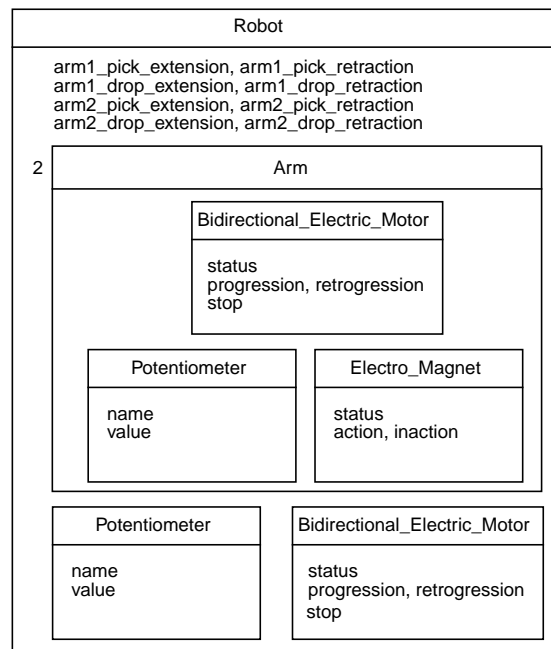 Robot
arm1_pick_extension, arm1_pick_retraction
arm1_drop_extension, arm1_drop_retraction
arm2_pick_extension, arm2_pick_retraction
arm2_drop_extension, arm2_drop_retraction
2
Arm
Bidirectional_Electric_Motor
status
progression, retrogression
stop
Potentiometer
name
value
Electro_Magnet
status
action, inaction
Potentiometer
name
value
Bidirectional_Electric_Motor
status
progression, retrogression
stop